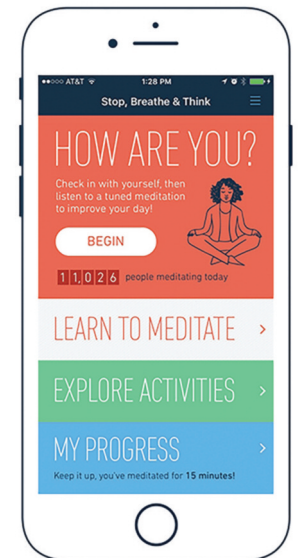 AT&T 1:28 PM
Stop, Breathe & Think
HOW ARE YOU?
Check in with yourself, then
listen to a tuned meditation
to improve your day!
BEGIN
11,026 people meditating today
LEARN TO MEDITATE
EXPLORE ACTIVITIES
MY PROGRESS
Keep it up, you've meditated for 15 minutes!